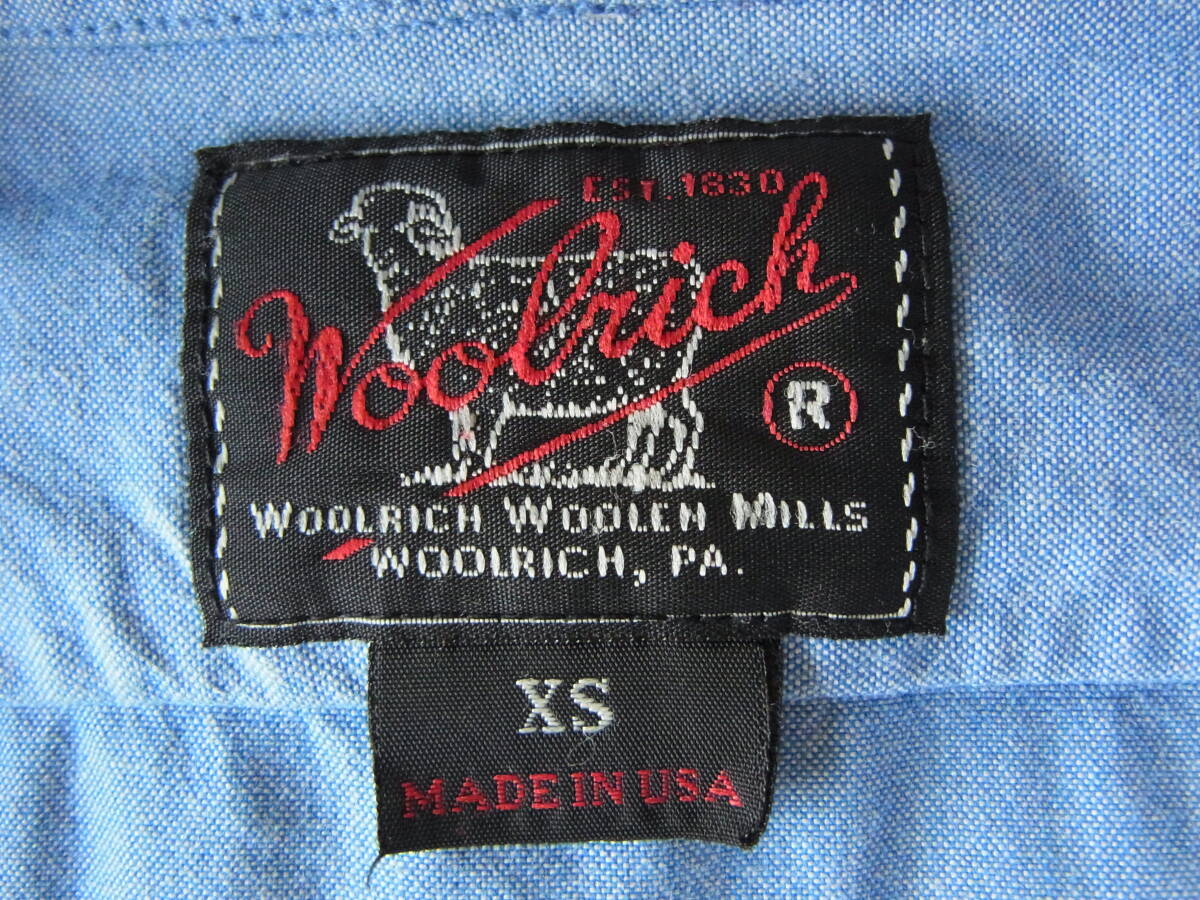 EST. 1830
Woolrich
R
WOOLRICH WOOLEN MILLS
WOOLRICH, PA.
XS
MADE IN USA